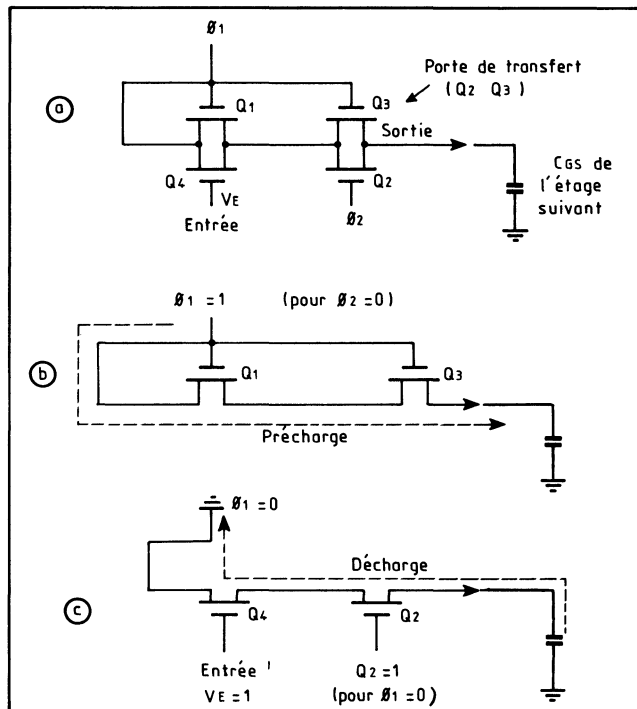 Ø1
Porte de transfert
(Q2 Q3)
a
Q1
Q3
Sortie
Q4
Q2
VE
Entrée
Ø2
CGS de
l'étage
suivant
Ø1 = 1 (pour Ø2 = 0)
b
Q1
Q3
Précharge
Ø1 = 0
Décharge
c
Q4
Q2
Entrée '
VE = 1
Q2 = 1
(pour Ø1 = 0)